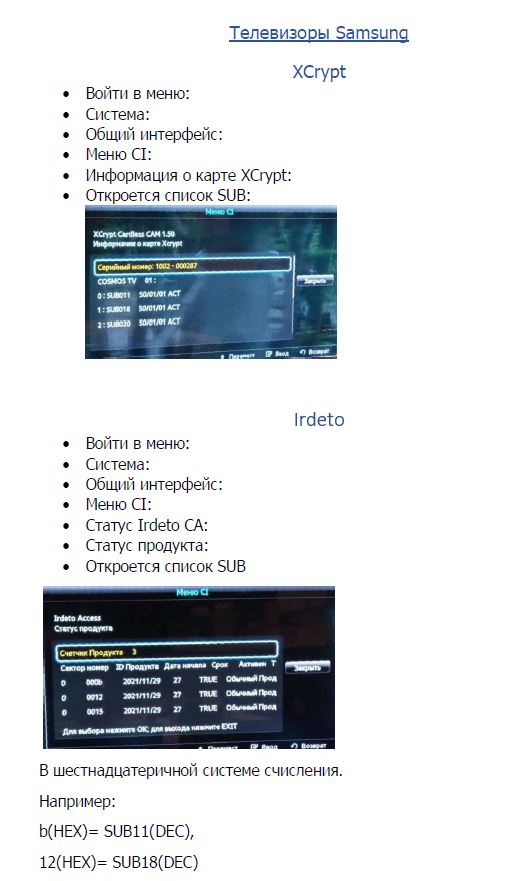 Телевизоры Samsung
XCrypt
• Войти в меню:
• Система:
• Общий интерфейс:
• Меню CI:
• Информация о карте XCrypt:
• Откроется список SUB:
Меню CI
XCrypt Cardless CAM 1.50
Информация о карте Xcrypt
Серийный номер: 1002 - 000287
COSMOS TV 01 :
Закрыть
0 : SUB011 50/01/01 ACT
1 : SUB018 50/01/01 ACT
2 : SUB020 50/01/01 ACT
Перемест Ввод Возврат
Irdeto
• Войти в меню:
• Система:
• Общий интерфейс:
• Меню CI:
• Статус Irdeto CA:
• Статус продукта:
• Откроется список SUB
Меню CI
Irdeto Access
Статус продукта
Счетчик Продукта 3
Сектор номер ID Продукта Дата начала Срок Активен T
Закрыть
0 000b 2021/11/29 27 TRUE Обычный Прод
0 0012 2021/11/29 27 TRUE Обычный Прод
0 0015 2021/11/29 27 TRUE Обычный Прод
Для выбора нажмите OK, для выхода нажмите EXIT
Ввод Возврат
В шестнадцатеричной системе счисления.
Например:
b(HEX)= SUB11(DEC),
12(HEX)= SUB18(DEC)